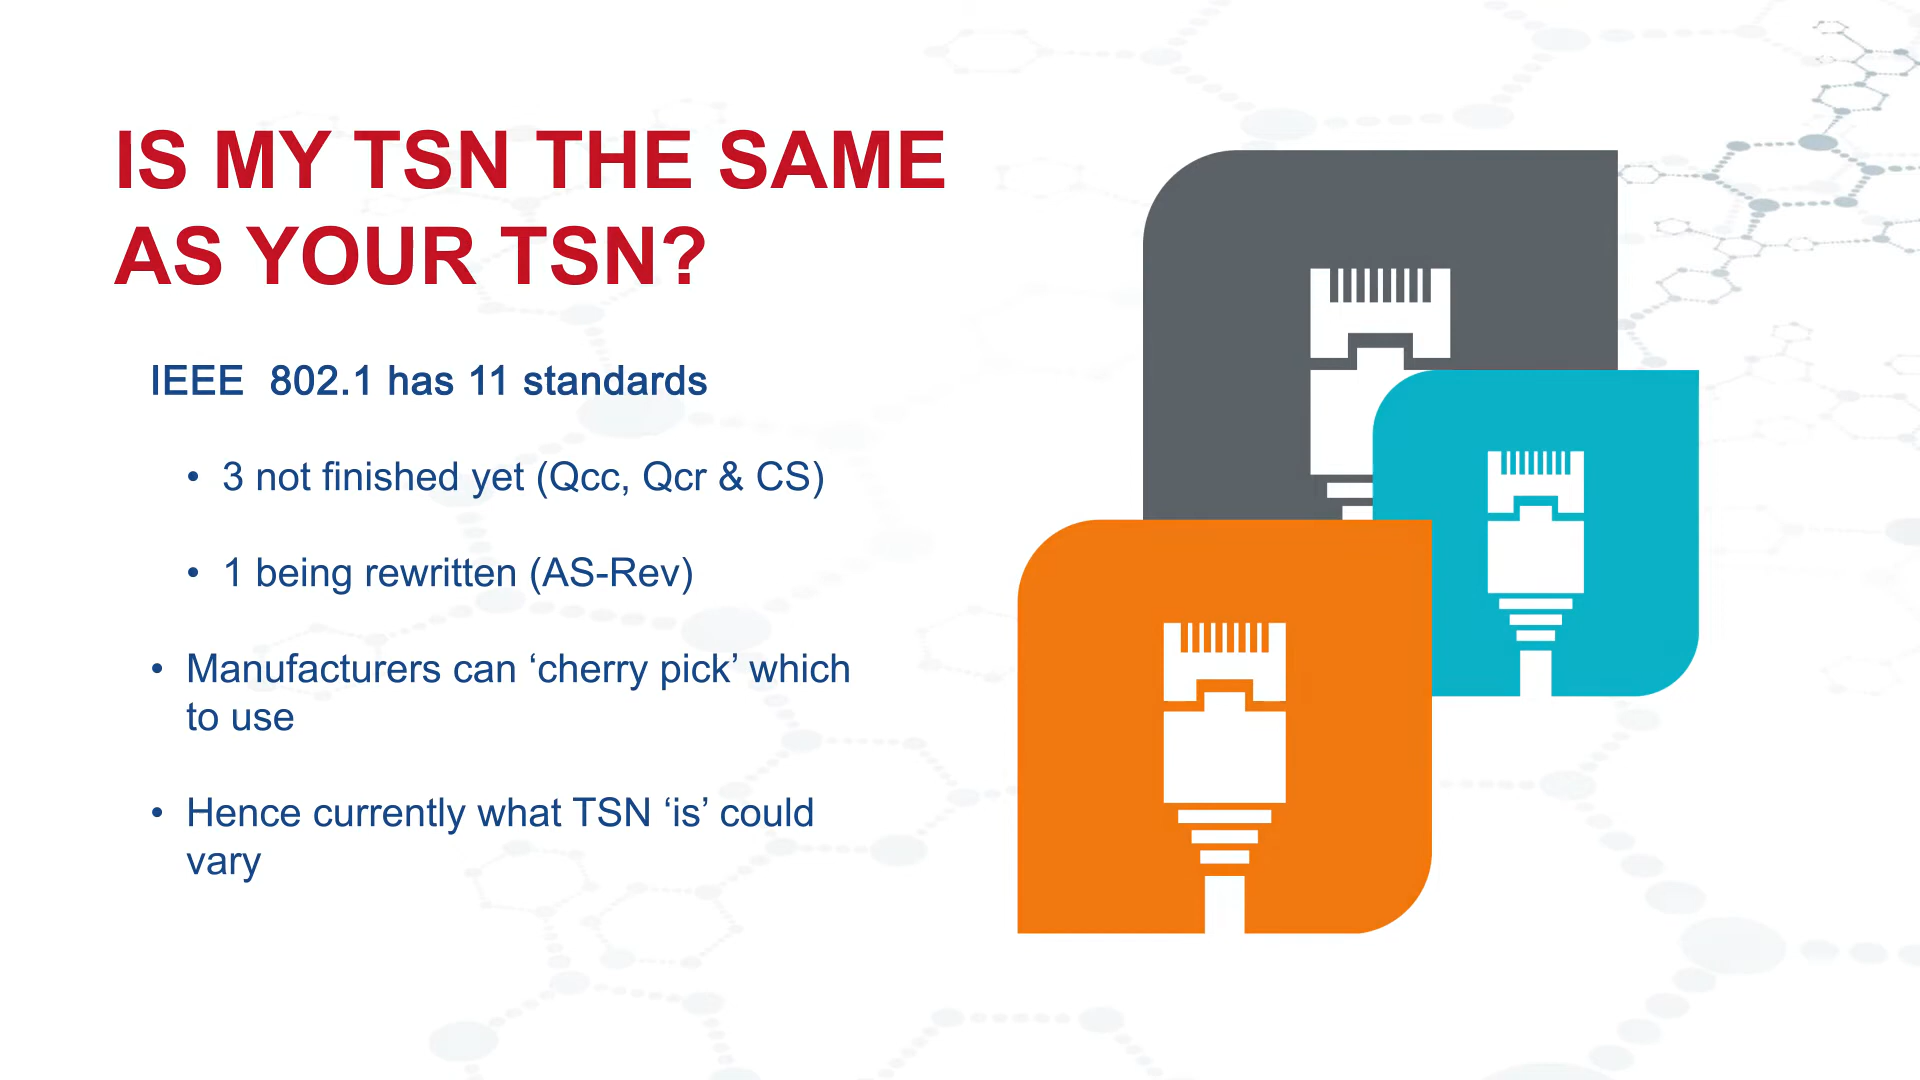 IS MY TSN THE SAME
AS YOUR TSN?
IEEE  802.1 has 11 standards
• 3 not finished yet (Qcc, Qcr & CS)
• 1 being rewritten (AS-Rev)
• Manufacturers can ‘cherry pick’ which
to use
• Hence currently what TSN ‘is’ could
vary